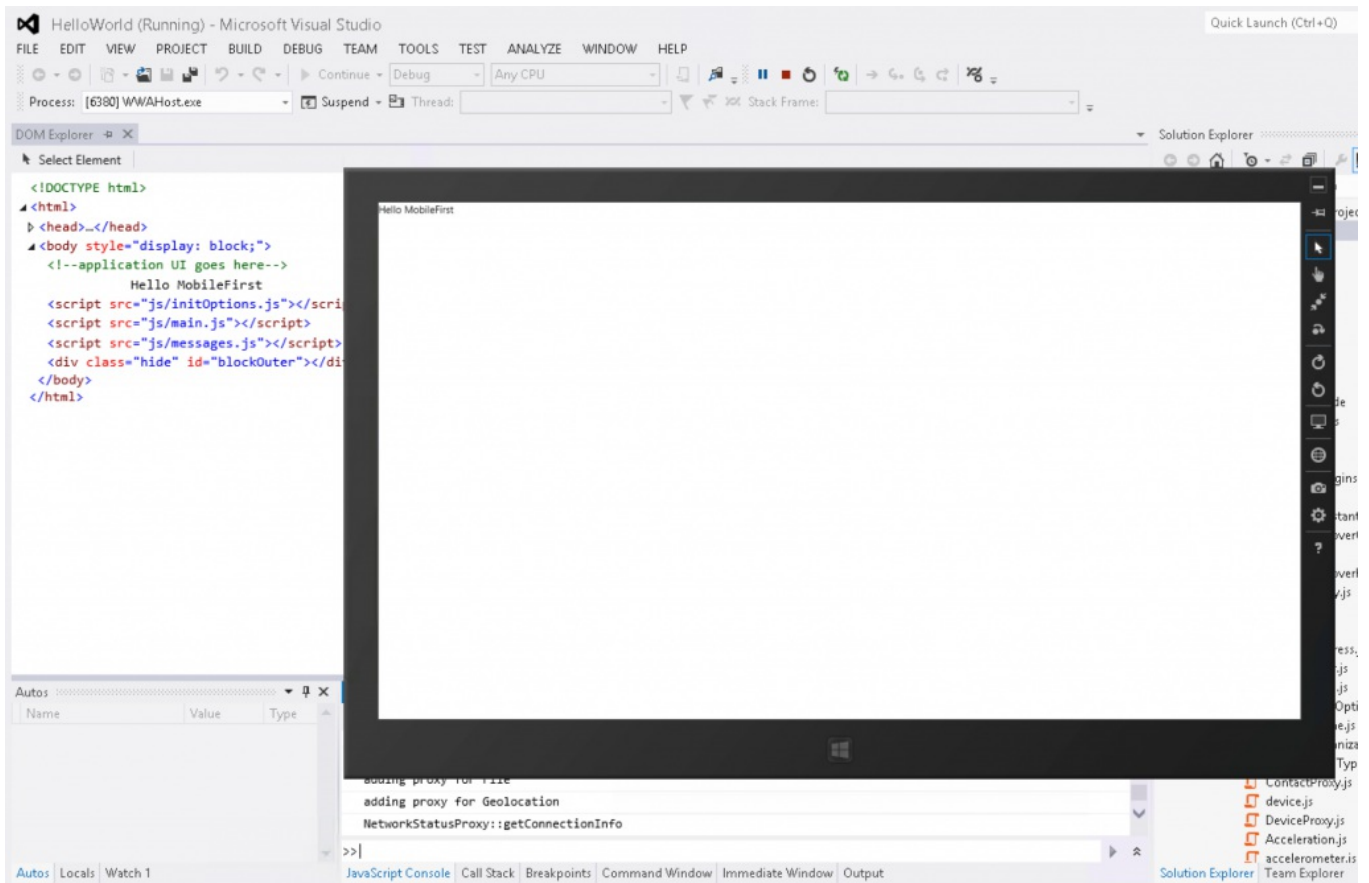 HelloWorld (Running) - Microsoft Visual Studio
Quick Launch (Ctrl+Q)
FILE EDIT VIEW PROJECT BUILD DEBUG TEAM TOOLS TEST ANALYZE WINDOW HELP
Continue Debug Any CPU
Process: [6380] WWAHost.exe Suspend Thread: Stack Frame:
DOM Explorer
Solution Explorer
Select Element
<!DOCTYPE html>
<html>
<head>…</head>
<body style="display: block;">
<!--application UI goes here-->
Hello MobileFirst
<script src="js/initOptions.js"></scri
<script src="js/main.js"></script>
<script src="js/messages.js"></script>
<div class="hide" id="blockOuter"></di
</body>
</html>
Hello MobileFirst
?
Autos
Name Value Type
adding proxy for File
adding proxy for Geolocation
NetworkStatusProxy::getConnectionInfo
>>
Autos Locals Watch 1
JavaScript Console Call Stack Breakpoints Command Window Immediate Window Output
ContactProxy.js
device.js
DeviceProxy.js
Acceleration.js
accelerometer.js
Solution Explorer Team Explorer